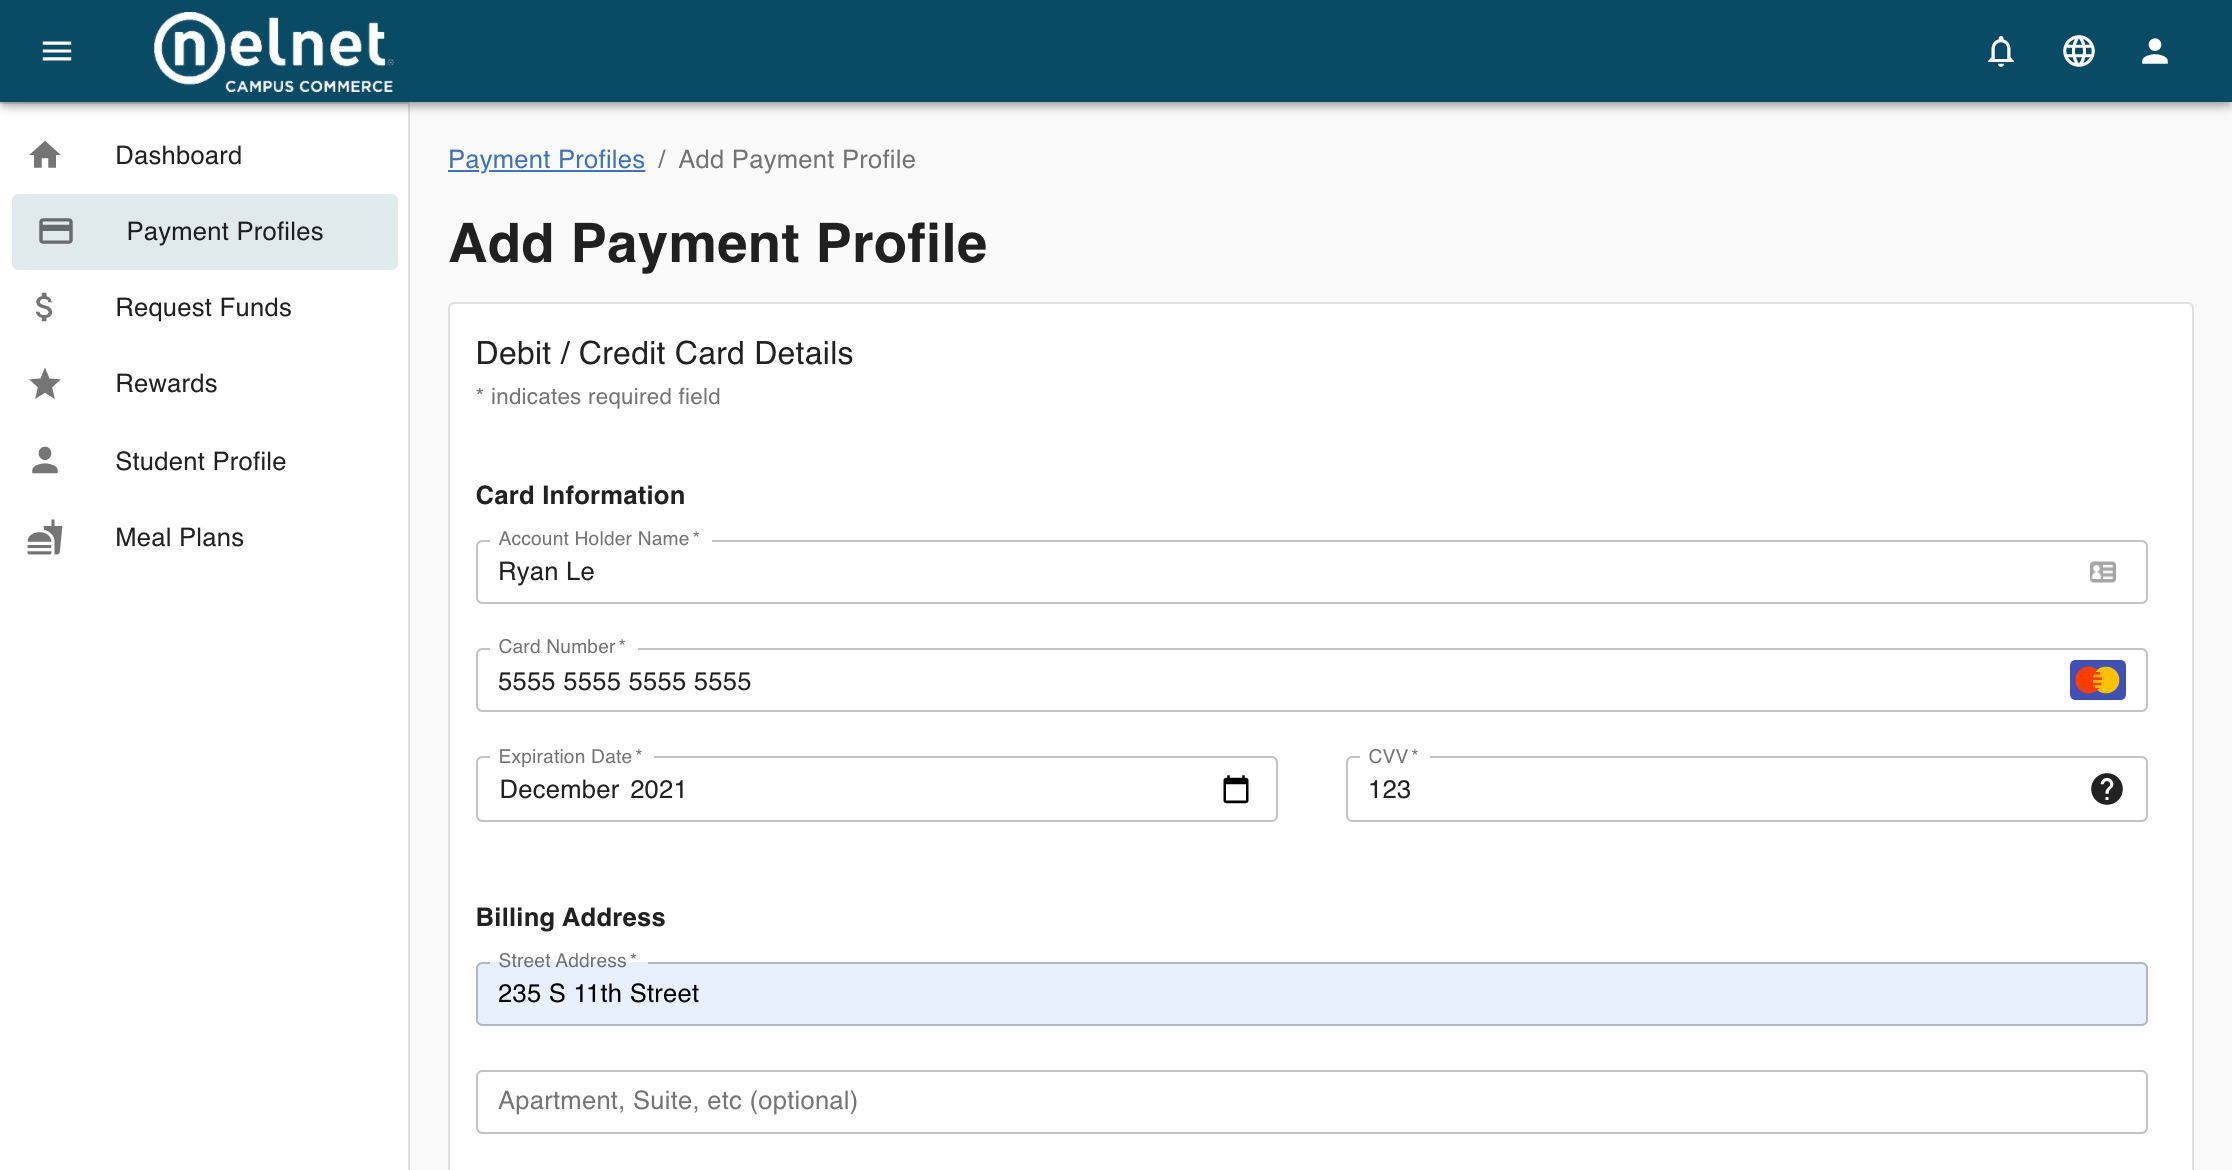 nelnet
CAMPUS COMMERCE
Dashboard
Payment Profiles
Request Funds
Rewards
Student Profile
Meal Plans
Payment Profiles / Add Payment Profile
Add Payment Profile
Debit / Credit Card Details
* indicates required field
Card Information
Account Holder Name *
Ryan Le
Card Number *
5555 5555 5555 5555
Expiration Date *
December 2021
CVV *
123
Billing Address
Street Address *
235 S 11th Street
Apartment, Suite, etc (optional)